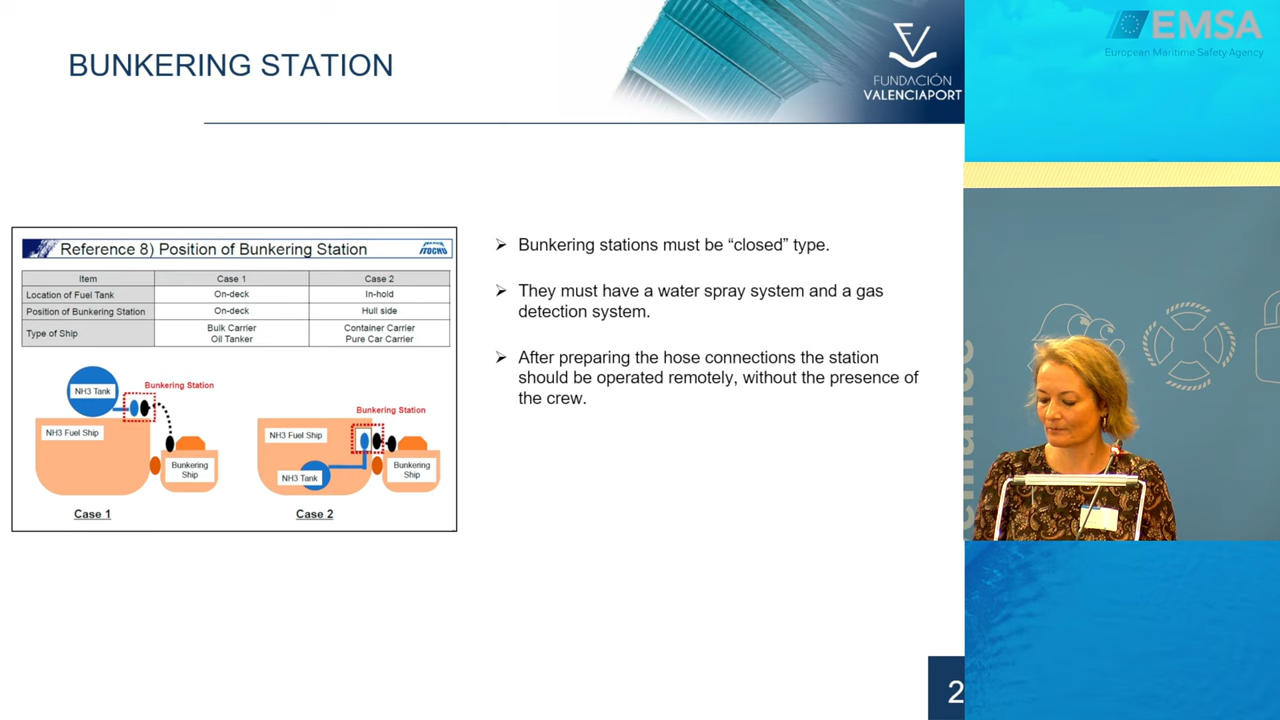 BUNKERING STATION
FUNDACIÓN
VALENCIAPORT
EMSA
European Maritime Safety Agency
Reference 8) Position of Bunkering Station
ITOCHU
Item Case 1 Case 2
Location of Fuel Tank On-deck In-hold
Position of Bunkering Station On-deck Hull side
Type of Ship Bulk Carrier Container Carrier
Oil Tanker Pure Car Carrier
NH3 Tank
Bunkering Station
NH3 Fuel Ship
Bunkering
Ship
Case 1
Bunkering Station
NH3 Fuel Ship
NH3 Tank
Bunkering
Ship
Case 2
➢ Bunkering stations must be “closed” type.
➢ They must have a water spray system and a gas
detection system.
➢ After preparing the hose connections the station
should be operated remotely, without the presence of
the crew.
2